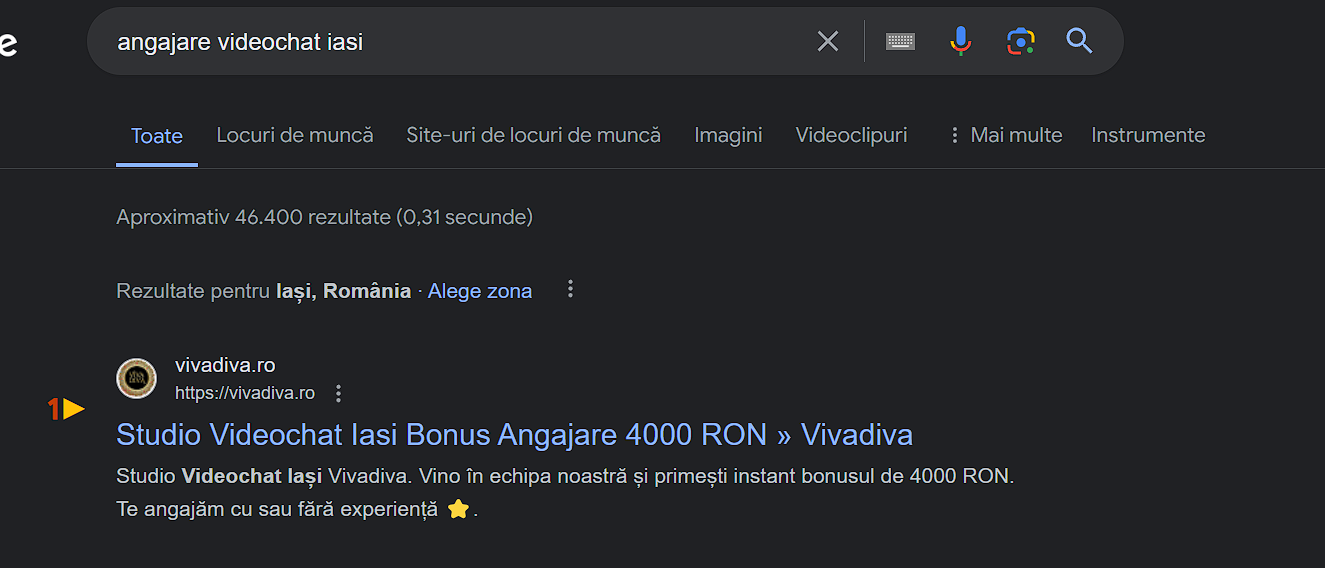 e
angajare videochat iasi
Toate Locuri de muncă Site-uri de locuri de muncă Imagini Videoclipuri Mai multe Instrumente
Aproximativ 46.400 rezultate (0,31 secunde)
Rezultate pentru Iași, România · Alege zona
vivadiva.ro
https://vivadiva.ro
1
Studio Videochat Iasi Bonus Angajare 4000 RON » Vivadiva
Studio Videochat Iași Vivadiva. Vino în echipa noastră și primești instant bonusul de 4000 RON.
Te angajăm cu sau fără experiență ⭐.